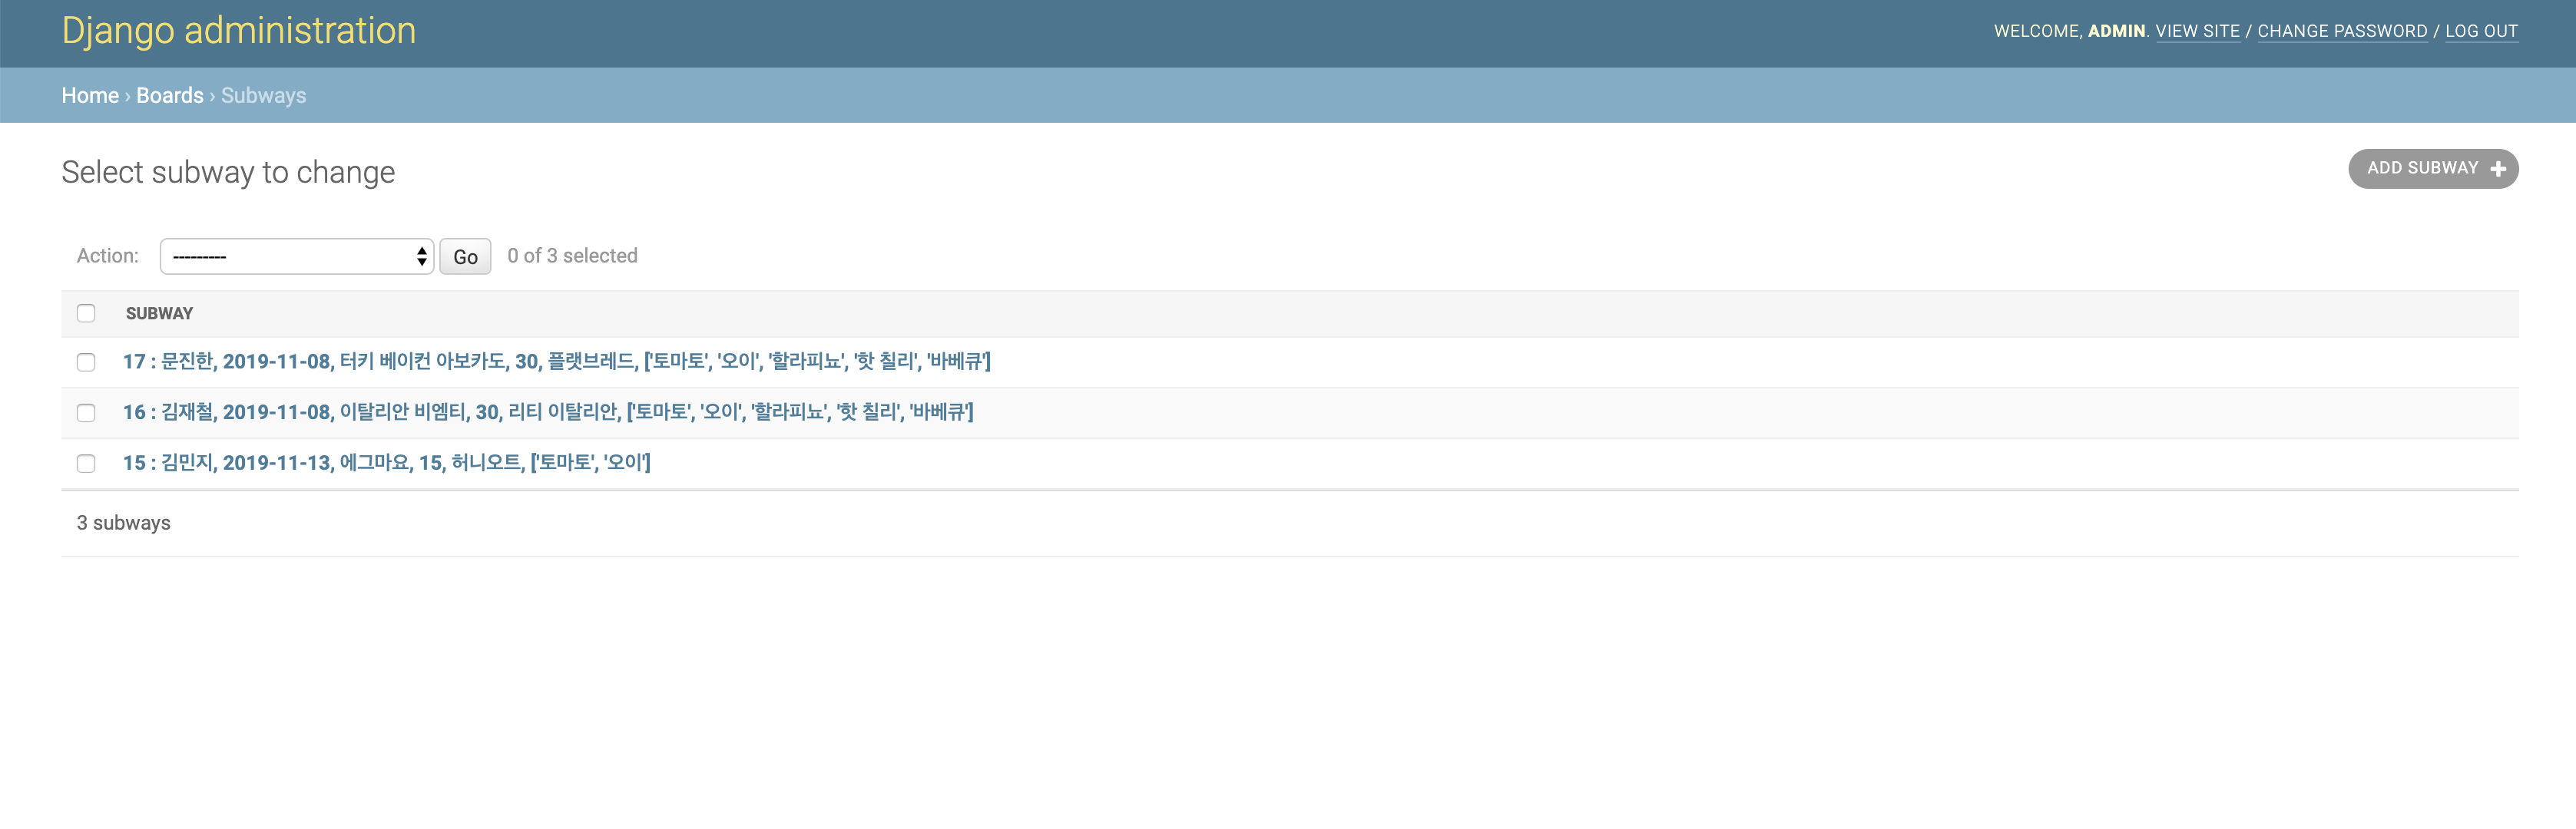 Django administration
WELCOME, ADMIN. VIEW SITE / CHANGE PASSWORD / LOG OUT
Home › Boards › Subways
Select subway to change
ADD SUBWAY
Action: --------- Go 0 of 3 selected
SUBWAY
17 : 문진한, 2019-11-08, 터키 베이컨 아보카도, 30, 플랫브레드, ['토마토', '오이', '할라피뇨', '핫 칠리', '바베큐']
16 : 김재철, 2019-11-08, 이탈리안 비엠티, 30, 리티 이탈리안, ['토마토', '오이', '할라피뇨', '핫 칠리', '바베큐']
15 : 김민지, 2019-11-13, 에그마요, 15, 허니오트, ['토마토', '오이']
3 subways